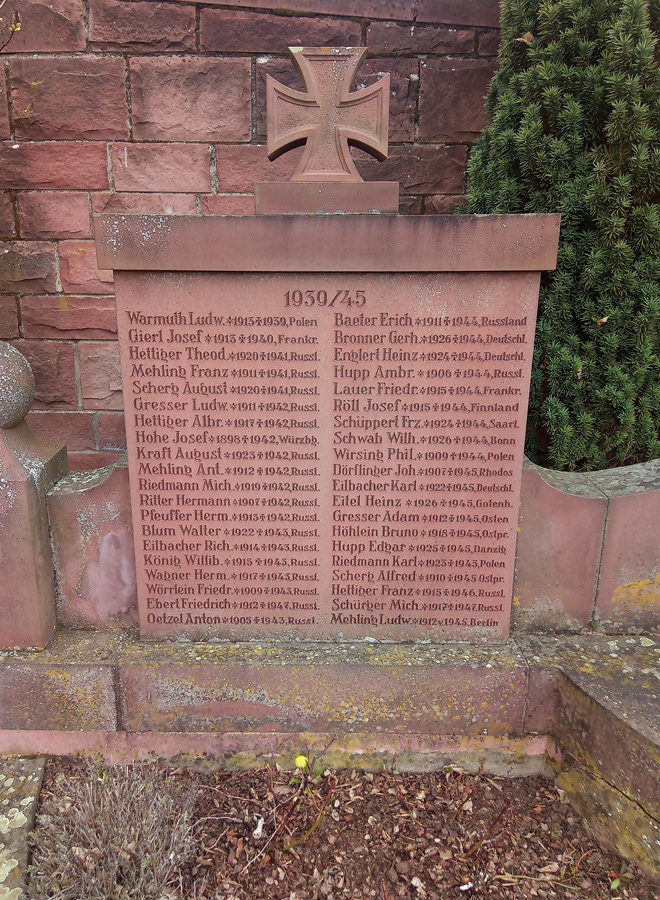 1939/45
Warmuth Ludw. *1915✠1939, Polen
Gierl Josef *1913✠1940, Frankr.
Hettiger Theod. *1920✠1941, Russl.
Mehling Franz *1911✠1941, Russl.
Scherg August *1920✠1941, Russl.
Gresser Ludw. *1911✠1942, Russl.
Hettiger Albr. *1917✠1942, Russl.
Hohe Josef *1898✠1942, Würzbg.
Kraft August *1923✠1942, Russl.
Mehling Ant. *1912✠1942, Russl.
Riedmann Mich. *1919✠1942, Russl.
Ritter Hermann *1907✠1942, Russl.
Pfeuffer Herm. *1913✠1942, Russl.
Blum Walter *1922✠1943, Russl.
Eilbacher Rich. *1914✠1943, Russl.
König Willib. *1915✠1943, Russl.
Wagner Herm. *1917✠1943, Russl.
Wörrlein Friedr. *1909✠1943, Russl.
Ebert Friedrich *1912✠1947, Russl.
Oetzel Anton *1905✠1943, Russl.
Baeter Erich *1911✠1944, Russland
Bronner Gerh. *1926✠1944, Deutschl.
Englert Heinz *1924✠1944, Deutschl.
Hupp Ambr. *1906✠1944, Russl.
Lauer Friedr. *1915✠1944, Frankr.
Röll Josef *1915✠1944, Finnland
Schüppert Frz. *1924✠1944, Saarl.
Schwab Wilh. *1926✠1944, Bonn
Wirsing Phil. *1909✠1944, Polen
Dörflinger Joh. *1907✠1945, Rhodos
Eilbacher Karl *1922✠1945, Deutschl.
Eitel Heinz *1926✠1945, Gotenh.
Gresser Adam *1912✠1945, Osten
Höhlein Bruno *1918✠1945, Ostpr.
Hupp Edgar *1925✠1945, Danzig
Riedmann Karl *1923✠1945, Polen
Scherg Alfred *1910✠1945 Ostpr.
Hettiger Franz *1915✠1946, Russl.
Schürger Mich. *1917✠1947, Russl.
Mehling Ludw. *1912✠1945, Berlin